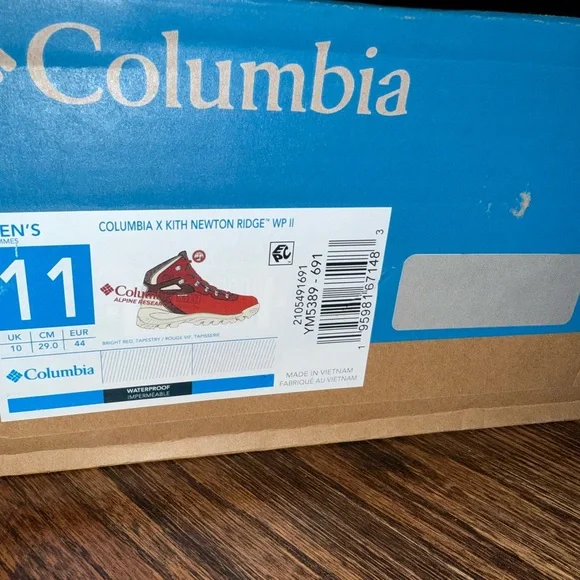 Columbia
EN'S
MMES
11
UK CM EUR
10 29.0 44
Columbia
COLUMBIA X KITH NEWTON RIDGE™ WP II
Columbia
ALPINE RESEAR
BRIGHT RED, TAPESTRY / ROUGE VIF, TAPISSERIE
WATERPROOF
IMPERMÉABLE
2105491691
YM5389 - 691
1 95981 67148 3
MADE IN VIETNAM
FABRIQUÉ AU VIETNAM